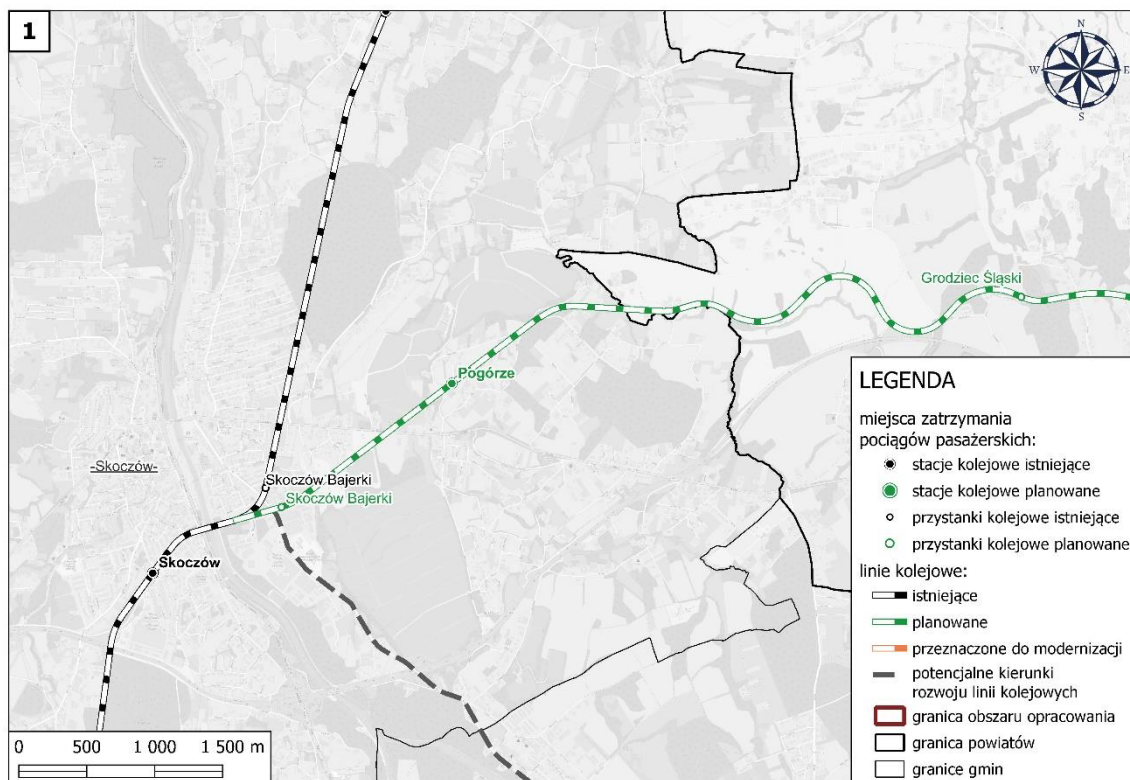 1
N
W
E
S
Grodziec Śląski
Pogórze
-Skoczów-
Skoczów Bajerki
Skoczów Bajerki
Skoczów
LEGENDA
miejsca zatrzymania
pociągów pasażerskich:
stacje kolejowe istniejące
stacje kolejowe planowane
przystanki kolejowe istniejące
przystanki kolejowe planowane
linie kolejowe:
istniejące
planowane
przeznaczone do modernizacji
potencjalne kierunki
rozwoju linii kolejowych
granica obszaru opracowania
granica powiatów
granice gmin
0 500 1 000 1 500 m